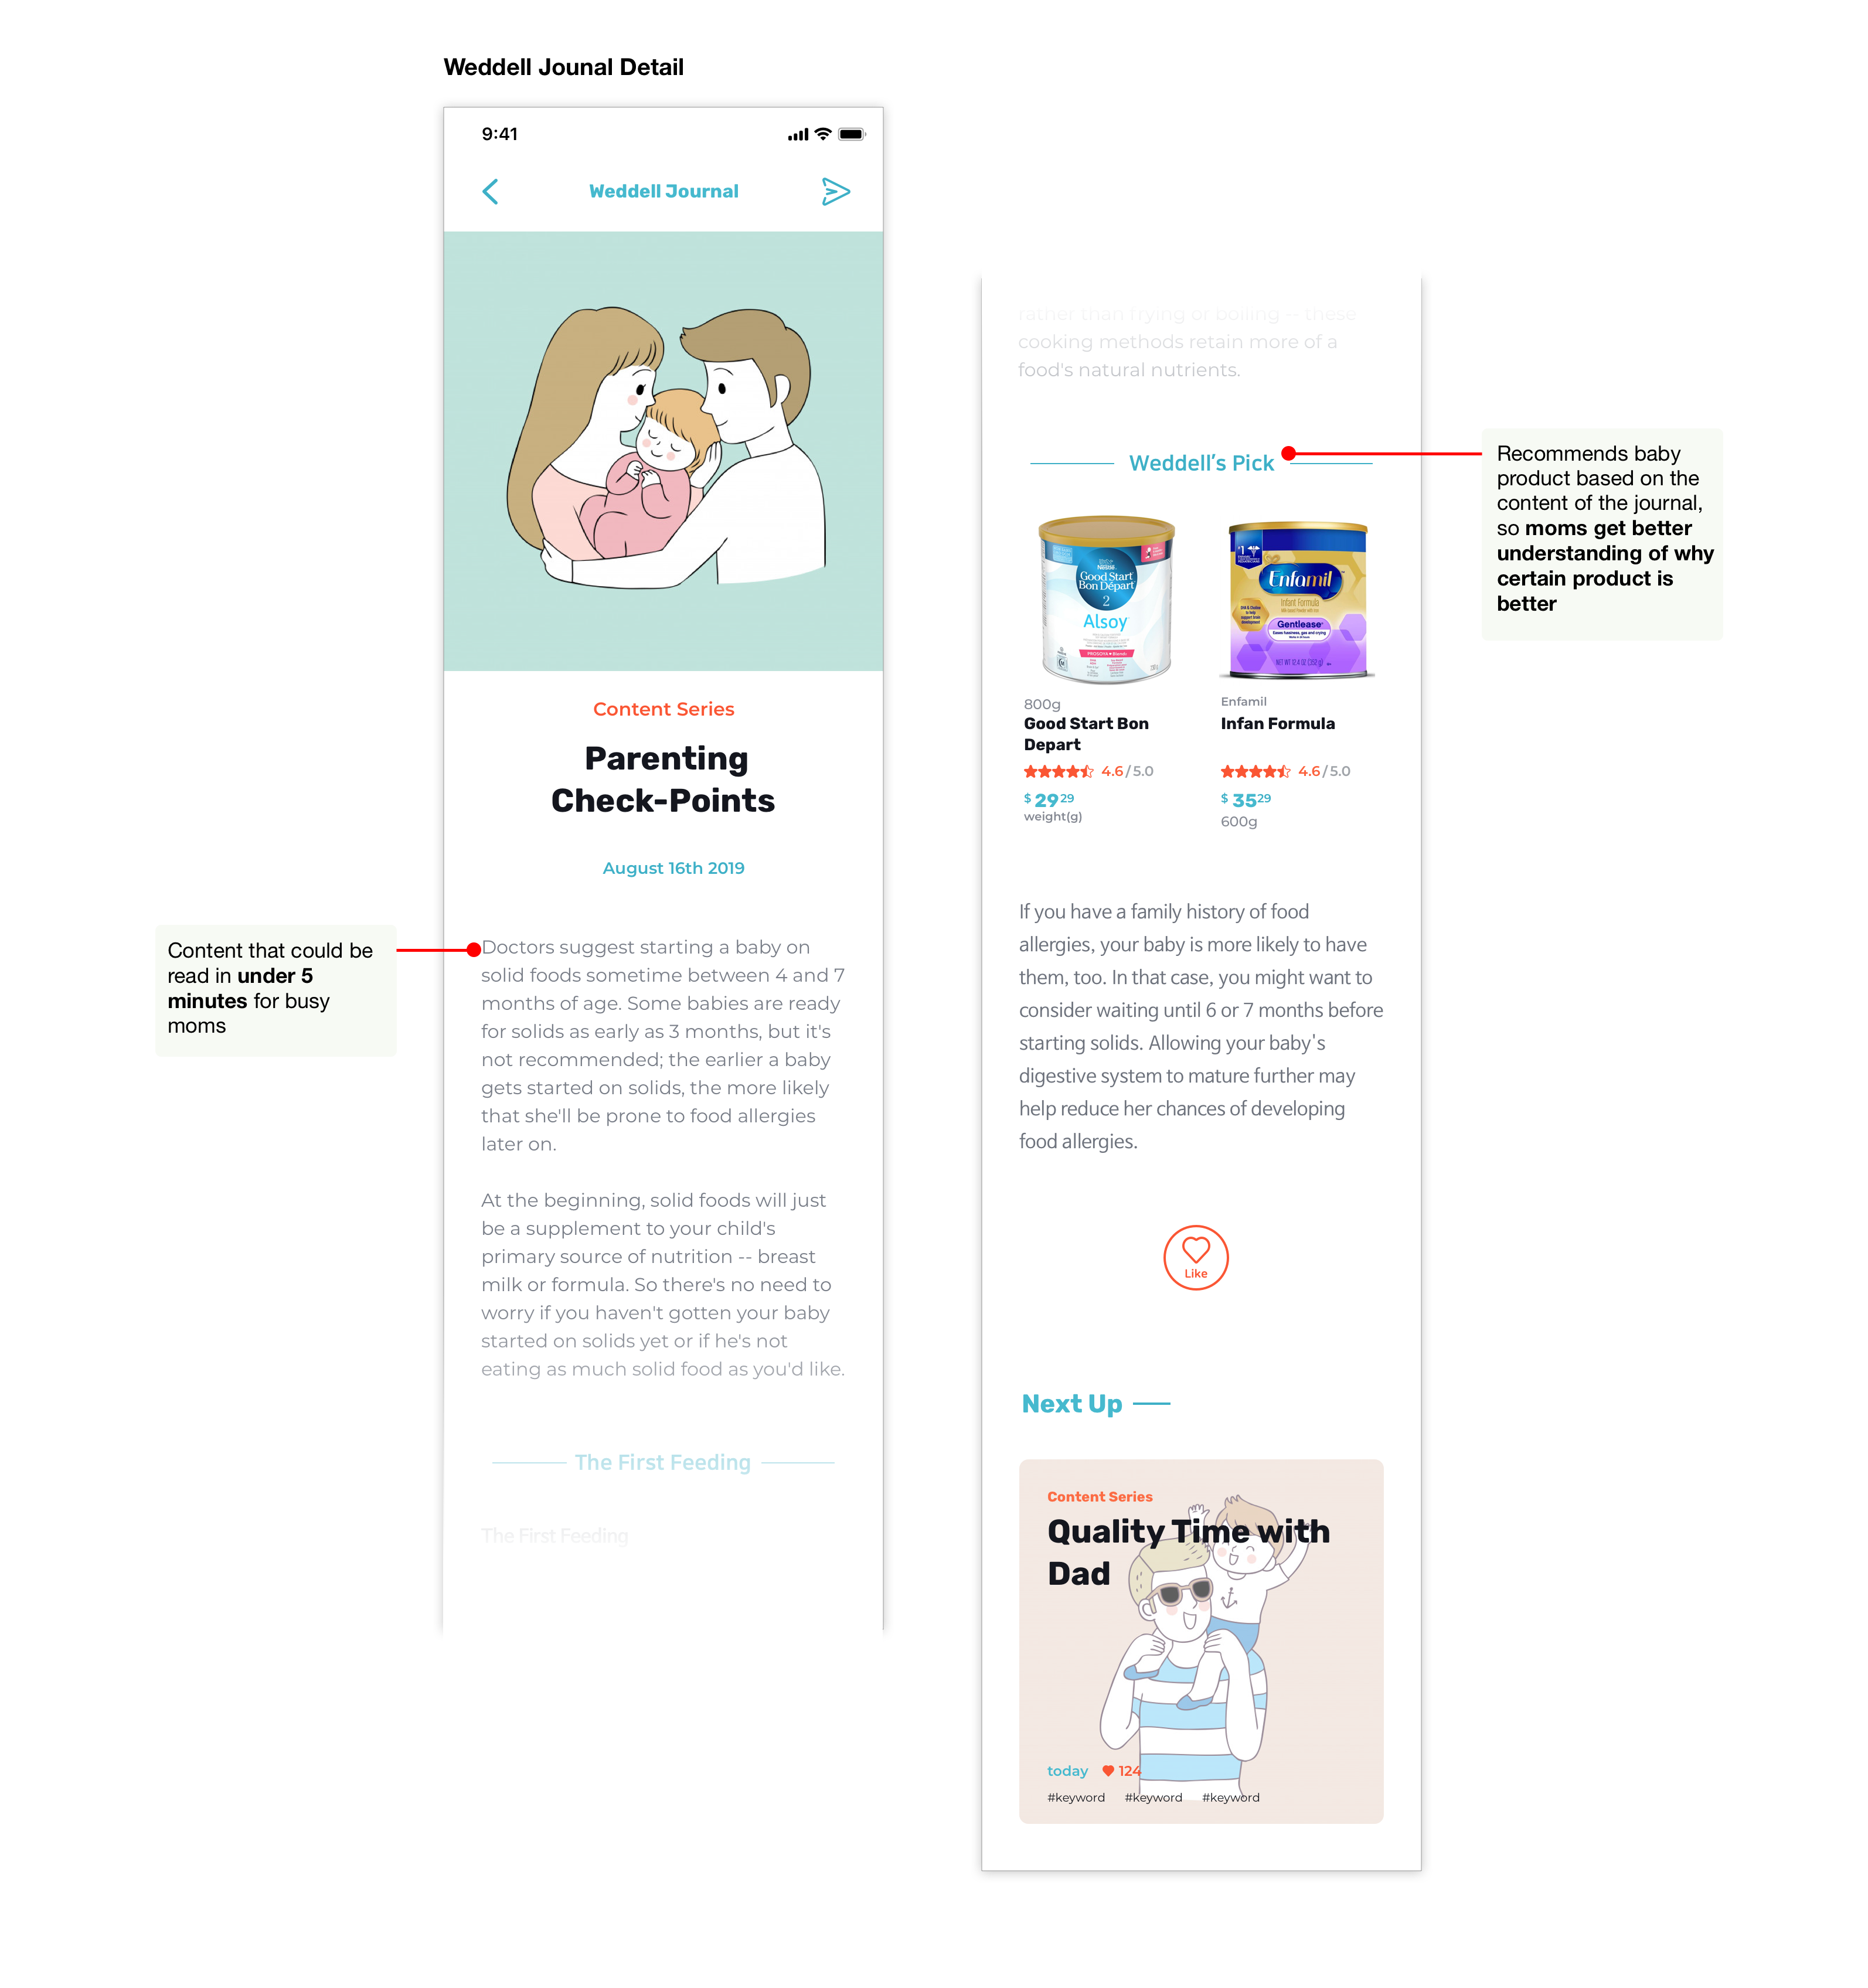 Weddell Jounal Detail
9:41
Weddell Journal
Content Series
Parenting
Check-Points
August 16th 2019
Content that could be
read in under 5
minutes for busy
moms
Doctors suggest starting a baby on
solid foods sometime between 4 and 7
months of age. Some babies are ready
for solids as early as 3 months, but it's
not recommended; the earlier a baby
gets started on solids, the more likely
that she'll be prone to food allergies
later on.
At the beginning, solid foods will just
be a supplement to your child's
primary source of nutrition -- breast
milk or formula. So there's no need to
worry if you haven't gotten your baby
started on solids yet or if he's not
eating as much solid food as you'd like.
The First Feeding
The First Feeding
rather than frying or boiling -- these
cooking methods retain more of a
food's natural nutrients.
Weddell's Pick
Recommends baby
product based on the
content of the journal,
so moms get better
understanding of why
certain product is
better
Nestlé
Good Start
Bon Départ
2
Alsoy
PROSOYA Blends
#1
Enfamil
Infant Formula
Gentlease
Eases fussiness, gas and crying
NET WT 12.4 OZ (352 g)
800g
Good Start Bon
Depart
4.6/5.0
$ 29 29
weight(g)
Enfamil
Infan Formula
4.6/5.0
$ 35 29
600g
If you have a family history of food
allergies, your baby is more likely to have
them, too. In that case, you might want to
consider waiting until 6 or 7 months before
starting solids. Allowing your baby's
digestive system to mature further may
help reduce her chances of developing
food allergies.
Like
Next Up
Content Series
Quality Time with
Dad
today 124
#keyword #keyword #keyword